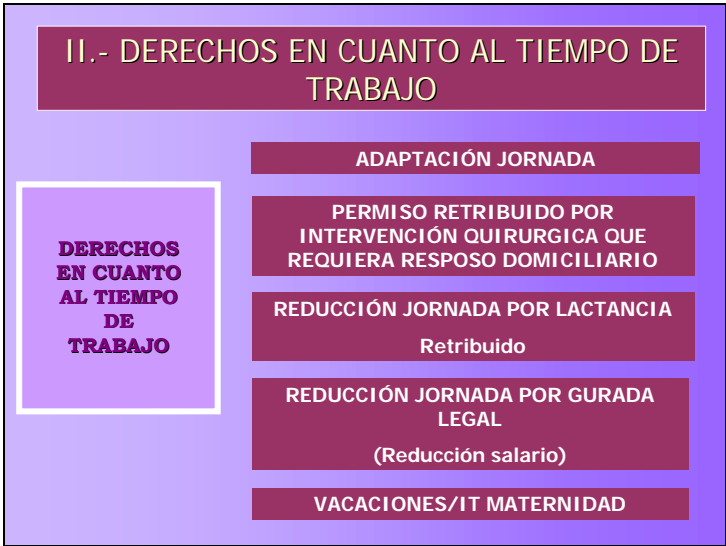 II.- DERECHOS EN CUANTO AL TIEMPO DE
TRABAJO
DERECHOS
EN CUANTO
AL TIEMPO
DE
TRABAJO
ADAPTACIÓN JORNADA
PERMISO RETRIBUIDO POR
INTERVENCIÓN QUIRURGICA QUE
REQUIERA RESPOSO DOMICILIARIO
REDUCCIÓN JORNADA POR LACTANCIA
Retribuido
REDUCCIÓN JORNADA POR GURADA
LEGAL
(Reducción salario)
VACACIONES/IT MATERNIDAD